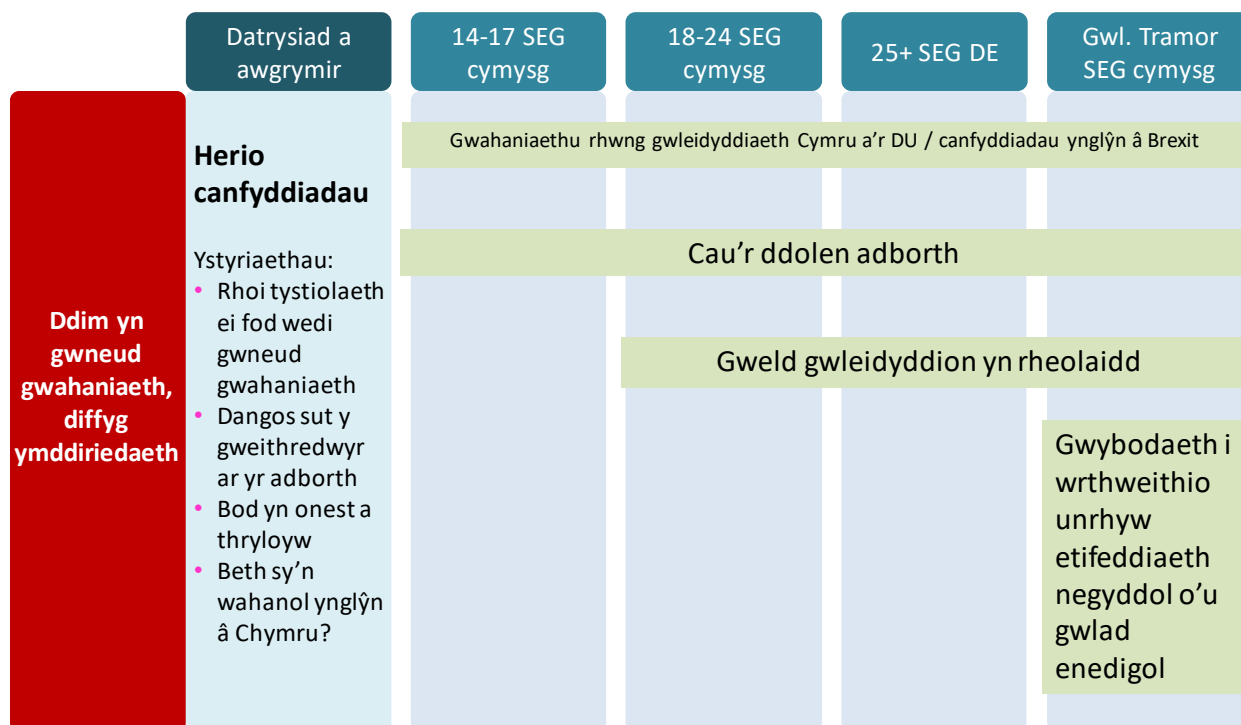 Datrysiad a
awgrymir
14-17 SEG
cymysg
18-24 SEG
cymysg
25+ SEG DE
Gwl. Tramor
SEG cymysg
Ddim yn
gwneud
gwahaniaeth,
diffyg
ymddiriedaeth
Herio
canfyddiadau
Ystyriaethau:
• Rhoi tystiolaeth
ei fod wedi
gwneud
gwahaniaeth
• Dangos sut y
gweithredwyr
ar yr adborth
• Bod yn onest a
thryloyw
• Beth sy’n
wahanol ynglŷn
â Chymru?
Gwahaniaethu rhwng gwleidyddiaeth Cymru a’r DU / canfyddiadau ynglŷn â Brexit
Cau’r ddolen adborth
Gweld gwleidyddion yn rheolaidd
Gwybodaeth i
wrthweithio
unrhyw
etifeddiaeth
negyddol o’u
gwlad
enedigol